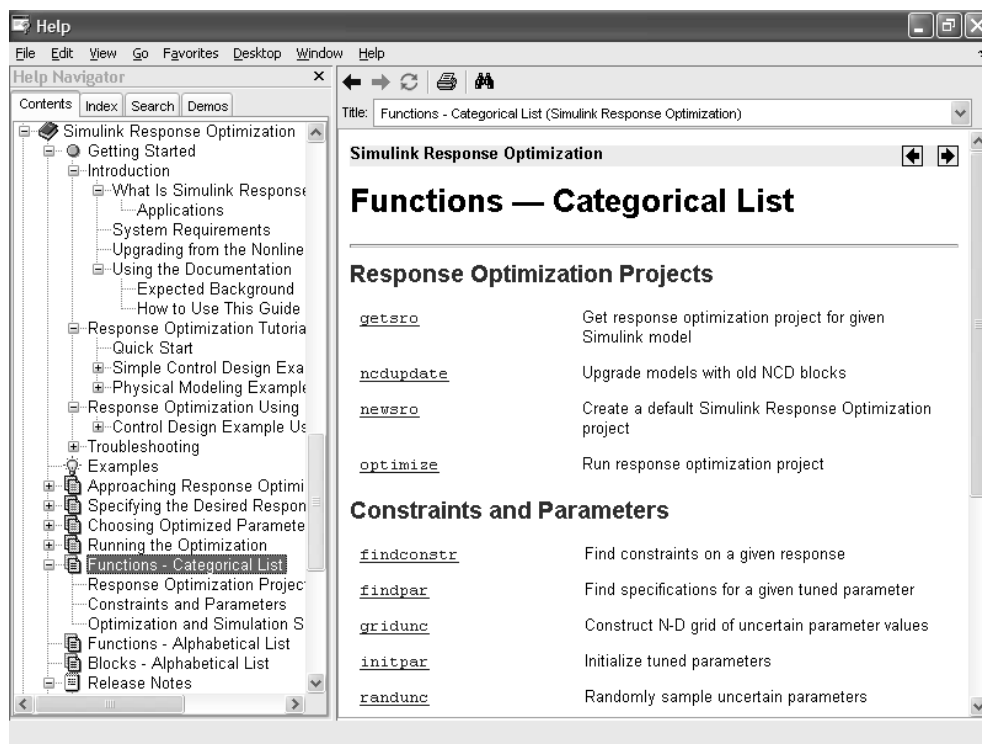 Help
File Edit View Go Favorites Desktop Window Help
Help Navigator
Contents Index Search Demos
Simulink Response Optimization
Getting Started
Introduction
What Is Simulink Response
Applications
System Requirements
Upgrading from the Nonline
Using the Documentation
Expected Background
How to Use This Guide
Response Optimization Tutoria
Quick Start
Simple Control Design Exa
Physical Modeling Example
Response Optimization Using
Control Design Example Us
Troubleshooting
Examples
Approaching Response Optimi
Specifying the Desired Respon
Choosing Optimized Paramete
Running the Optimization
Functions - Categorical List
Response Optimization Projec
Constraints and Parameters
Optimization and Simulation S
Functions - Alphabetical List
Blocks - Alphabetical List
Release Notes
Title: Functions - Categorical List (Simulink Response Optimization)
Simulink Response Optimization
Functions — Categorical List
Response Optimization Projects
getsro Get response optimization project for given
Simulink model
ncdupdate Upgrade models with old NCD blocks
newsro Create a default Simulink Response Optimization
project
optimize Run response optimization project
Constraints and Parameters
findconstr Find constraints on a given response
findpar Find specifications for a given tuned parameter
gridunc Construct N-D grid of uncertain parameter values
initpar Initialize tuned parameters
randunc Randomly sample uncertain parameters